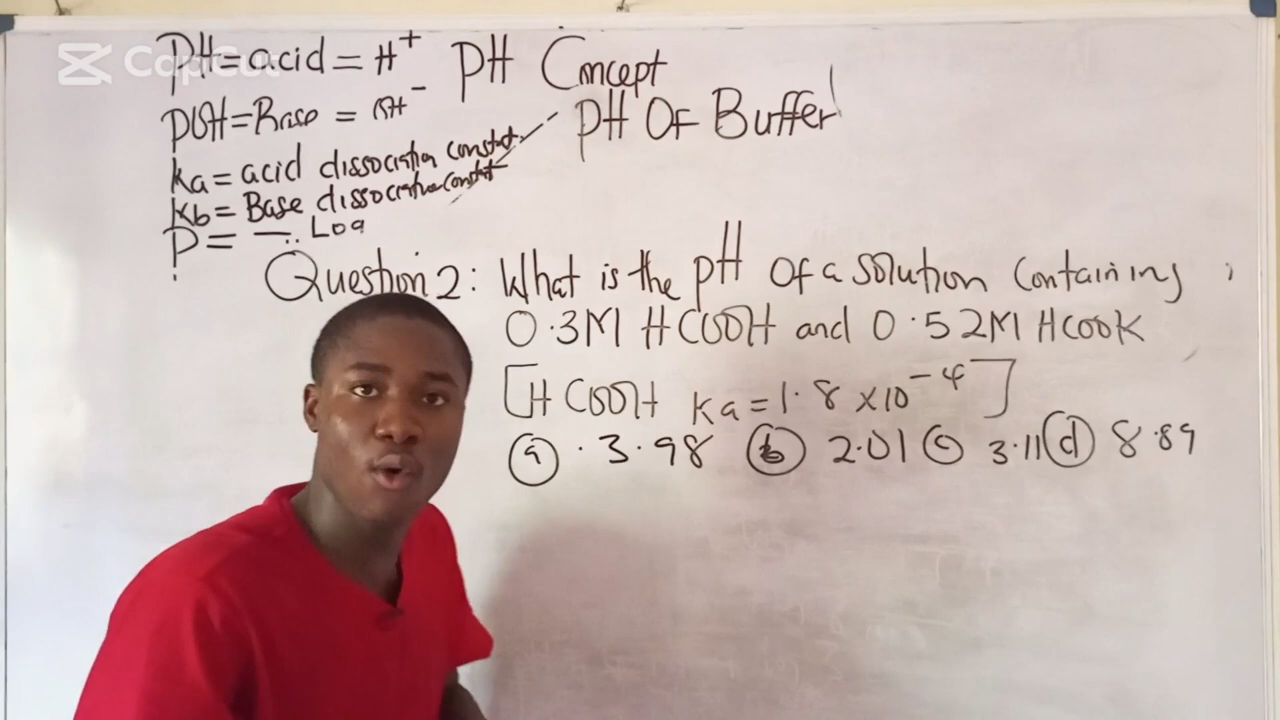 CapCut
PH = acid = H⁺
POH = Base = OH⁻
Ka = acid dissociation constant
Kb = Base dissociation constant
P = - Log
PH Concept
PH Of Buffer
Question 2: What is the pH Of a Solution Containing
0.3M HCOOH and 0.52M HCOOK
[HCOOH Ka = 1.8 x10⁻⁴]
(a) . 3.98 (b) 2.01 (c) 3.11 (d) 8.89